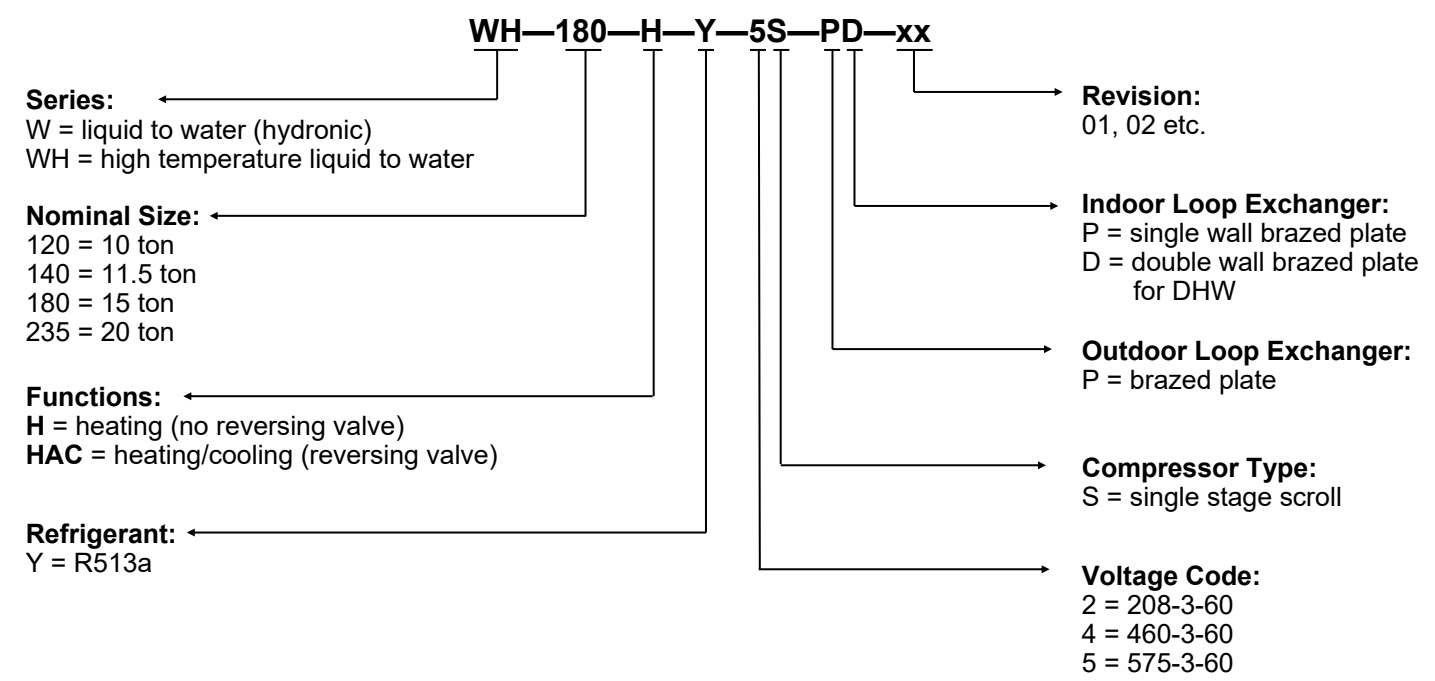 WH—180—H—Y—5S—PD—xx
Series:
W = liquid to water (hydronic)
WH = high temperature liquid to water
Nominal Size:
120 = 10 ton
140 = 11.5 ton
180 = 15 ton
235 = 20 ton
Functions:
H = heating (no reversing valve)
HAC = heating/cooling (reversing valve)
Refrigerant:
Y = R513a
Revision:
01, 02 etc.
Indoor Loop Exchanger:
P = single wall brazed plate
D = double wall brazed plate
for DHW
Outdoor Loop Exchanger:
P = brazed plate
Compressor Type:
S = single stage scroll
Voltage Code:
2 = 208-3-60
4 = 460-3-60
5 = 575-3-60